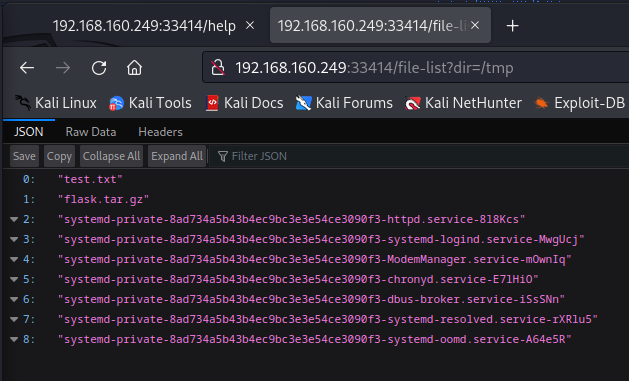 192.168.160.249:33414/help × 192.168.160.249:33414/file-li × +
192.168.160.249:33414/file-list?dir=/tmp
Kali Linux Kali Tools Kali Docs Kali Forums Kali NetHunter Exploit-DB
JSON Raw Data Headers
Save Copy Collapse All Expand All Filter JSON
0: "test.txt"
1: "flask.tar.gz"
2: "systemd-private-8ad734a5b43b4ec9bc3e3e54ce3090f3-httpd.service-818Kcs"
3: "systemd-private-8ad734a5b43b4ec9bc3e3e54ce3090f3-systemd-logind.service-MwgUcj"
4: "systemd-private-8ad734a5b43b4ec9bc3e3e54ce3090f3-ModemManager.service-mOwnIq"
5: "systemd-private-8ad734a5b43b4ec9bc3e3e54ce3090f3-chronyd.service-E71HiO"
6: "systemd-private-8ad734a5b43b4ec9bc3e3e54ce3090f3-dbus-broker.service-iSsSNn"
7: "systemd-private-8ad734a5b43b4ec9bc3e3e54ce3090f3-systemd-resolved.service-rXRlu5"
8: "systemd-private-8ad734a5b43b4ec9bc3e3e54ce3090f3-systemd-oomd.service-A64e5R"